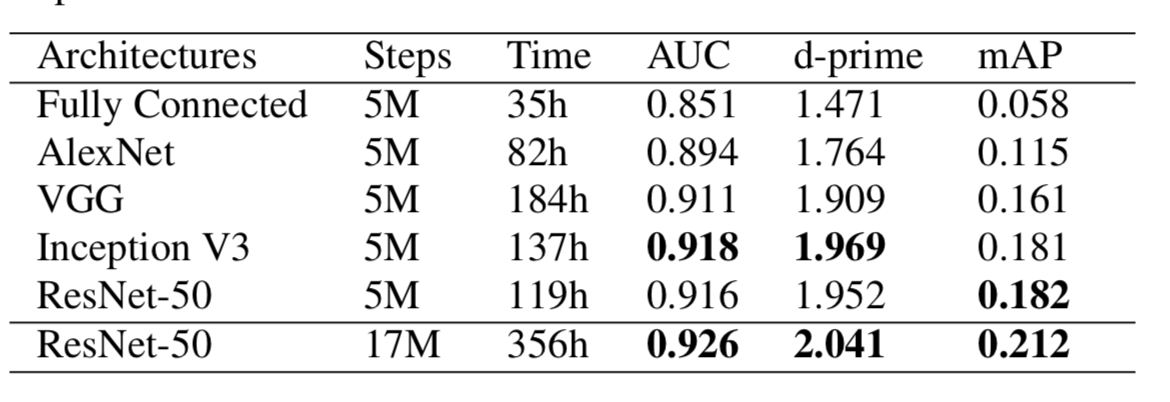 Architectures Steps Time AUC d-prime mAP
Fully Connected 5M 35h 0.851 1.471 0.058
AlexNet 5M 82h 0.894 1.764 0.115
VGG 5M 184h 0.911 1.909 0.161
Inception V3 5M 137h 0.918 1.969 0.181
ResNet-50 5M 119h 0.916 1.952 0.182
ResNet-50 17M 356h 0.926 2.041 0.212